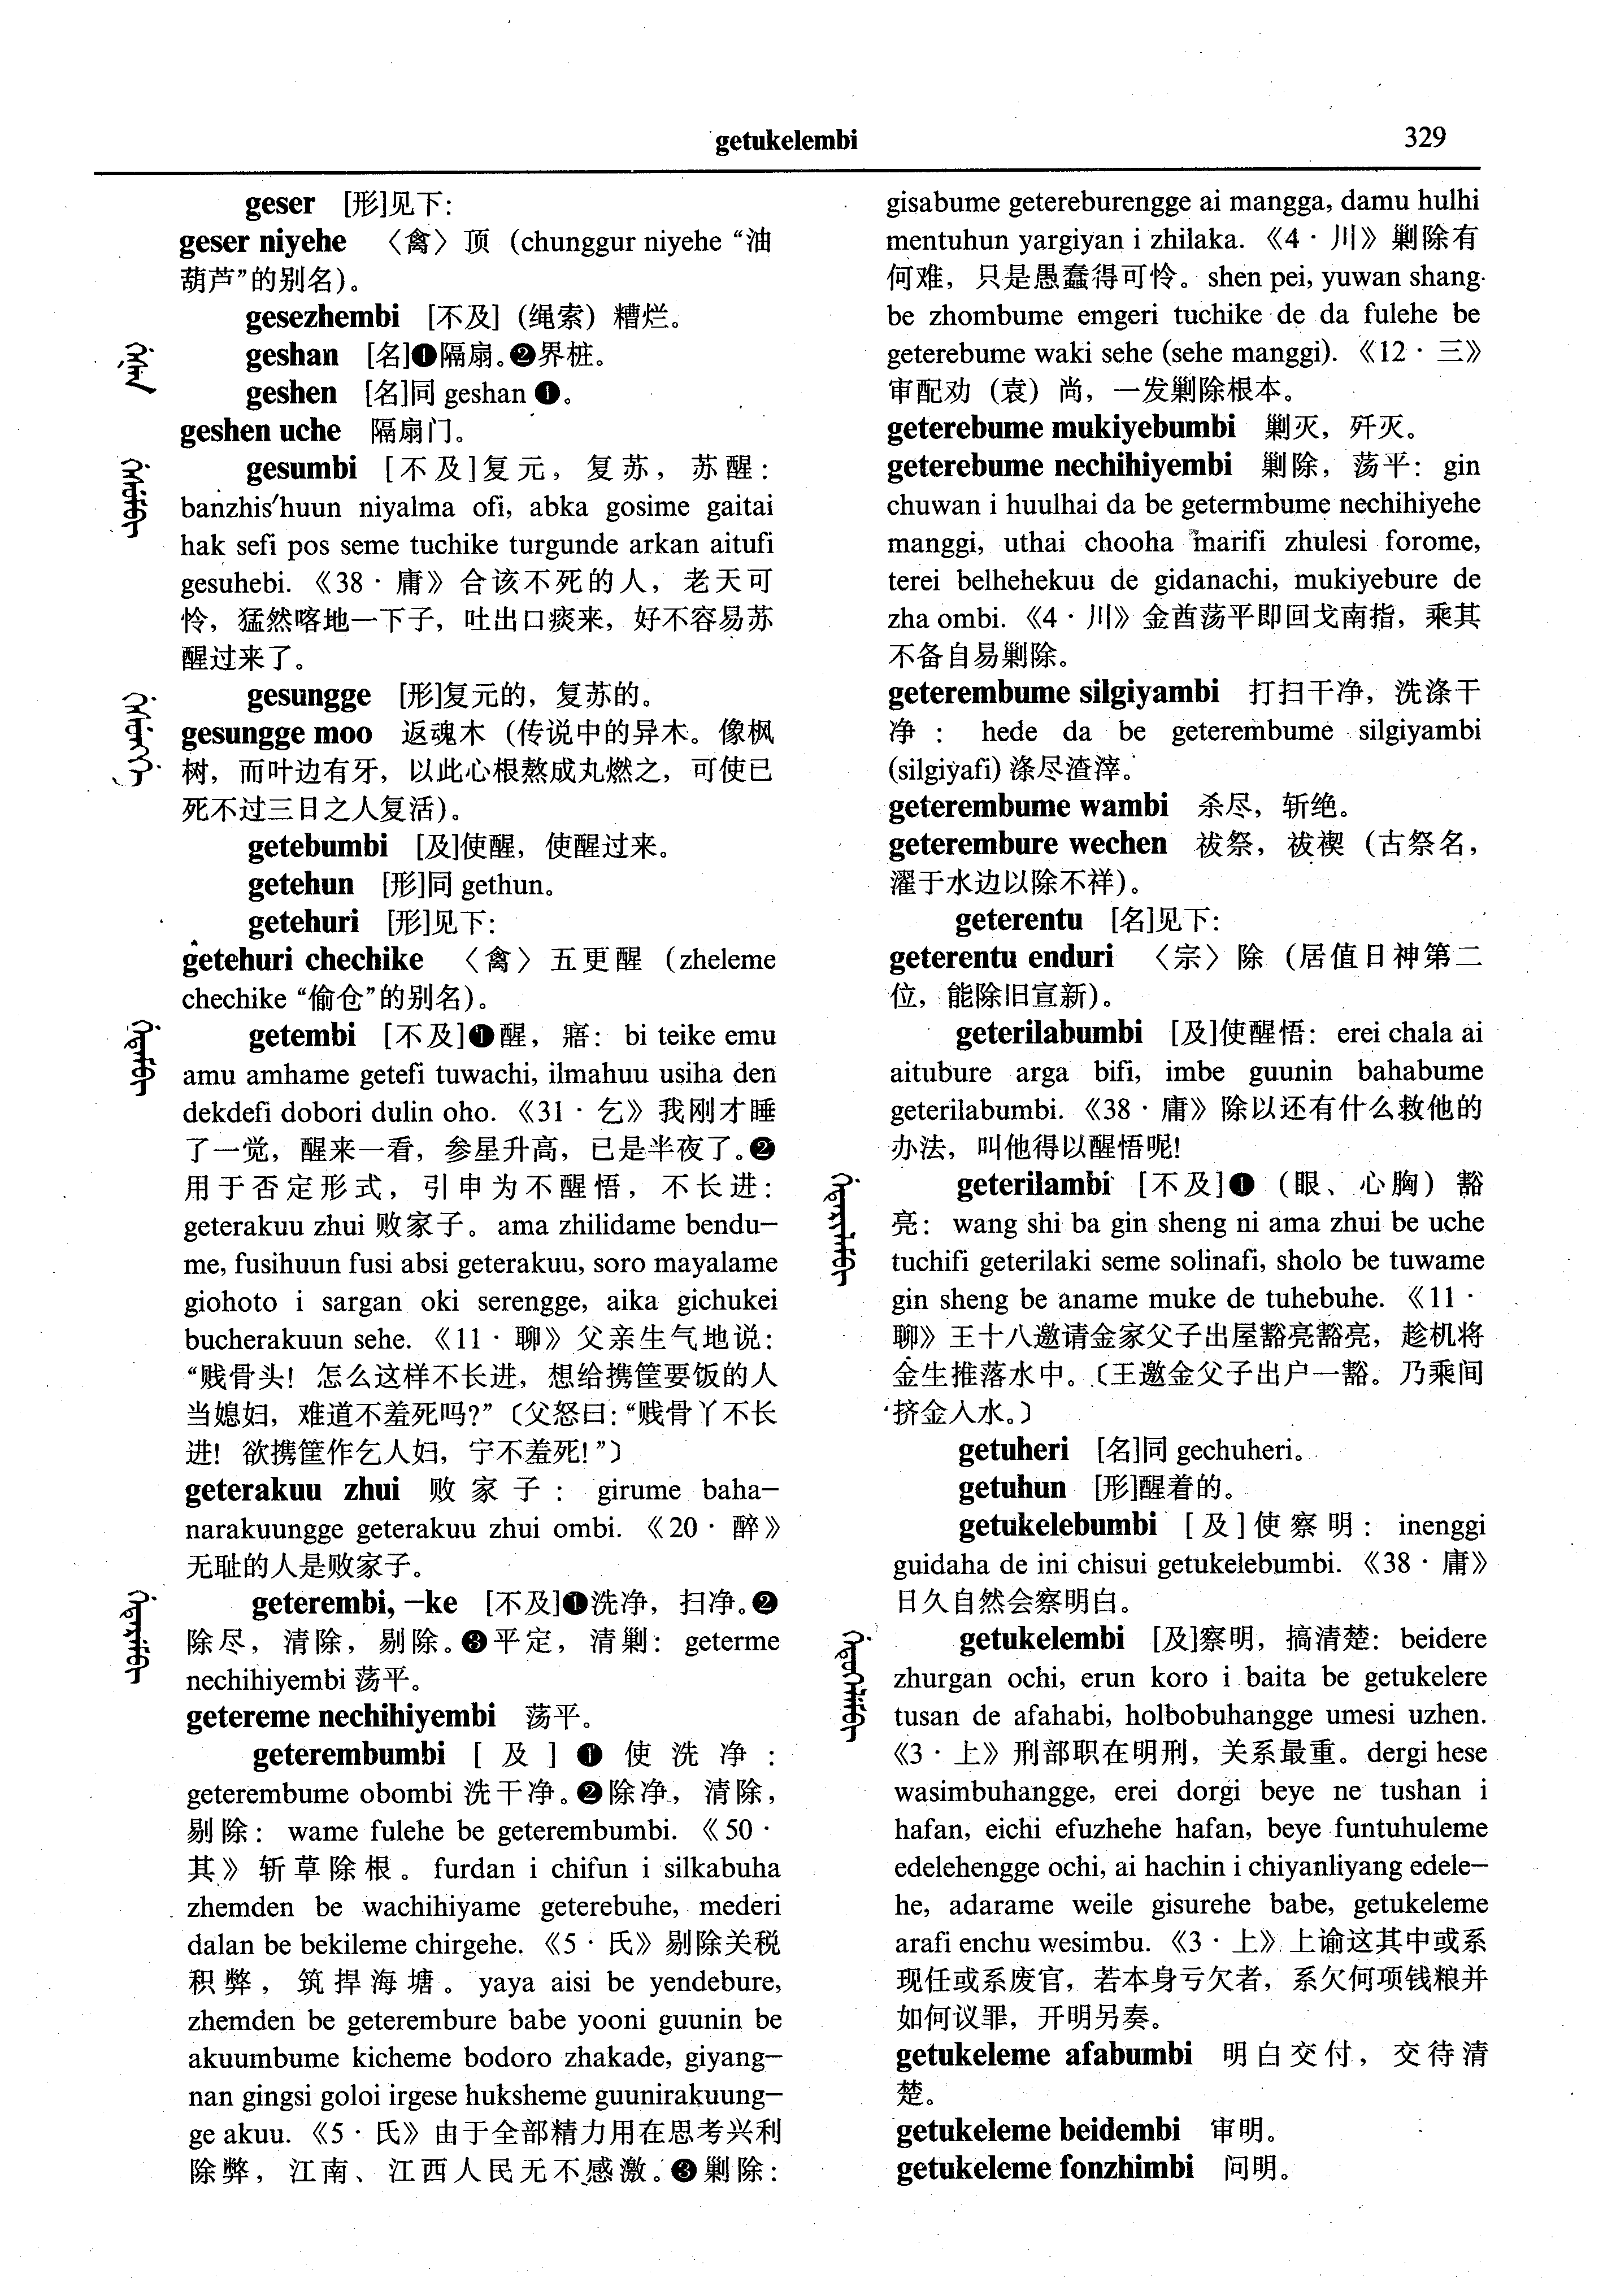 getukelembi
329
geser [形]见下:
geser niyehe 〈禽〉顶 (chunggur niyehe “油
葫芦”的别名)。
gesezhembi [不及] (绳索) 糟烂。
geshan [名]❶隔扇。❷界桩。
geshen [名]同 geshan ❶。
geshen uche 隔扇门。
gesumbi [不及]复元, 复苏, 苏醒:
banzhis'huun niyalma ofi, abka gosime gaitai
hak sefi pos seme tuchike turgunde arkan aitufi
gesuhebi.《38·庸》合该不死的人, 老天可
怜, 猛然喀地一下子, 吐出口痰来, 好不容易苏
醒过来了。
gesungge [形]复元的, 复苏的。
gesungge moo 返魂木 (传说中的异木。像枫
树, 而叶边有牙, 以此心根熬成丸燃之, 可使已
死不过三日之人复活)。
getebumbi [及]使醒, 使醒过来。
getehun [形]同 gethun。
getehuri [形]见下:
getehuri chechike 〈禽〉五更醒 (zheleme
chechike “偷仓”的别名)。
getembi [不及]❶醒, 寤: bi teike emu
amu amhame getefi tuwachi, ilmahuu usiha den
dekdefi dobori dulin oho.《31·乞》我刚才睡
了一觉, 醒来一看, 参星升高, 已是半夜了。❷
用于否定形式, 引申为不醒悟, 不长进:
geterakuu zhui 败家子。ama zhilidame bendu–
me, fusihuun fusi absi geterakuu, soro mayalame
giohoto i sargan oki serengge, aika gichukei
bucherakuun sehe.《11·聊》父亲生气地说:
“贱骨头! 怎么这样不长进, 想给携筐要饭的人
当媳妇, 难道不羞死吗?”〔父怒曰: “贱骨丫不长
进! 欲携筐作乞人妇, 宁不羞死!”〕
geterakuu zhui 败家子: girume baha–
narakuungge geterakuu zhui ombi.《20·醉》
无耻的人是败家子。
geterembi, –ke [不及]❶洗净, 扫净。❷
除尽, 清除, 剔除。❸平定, 清剿: geterme
nechihiyembi 荡平。
getereme nechihiyembi 荡平。
geterembumbi [及]❶使洗净:
geterembume obombi 洗干净。❷除净, 清除,
剔除: wame fulehe be geterembumbi.《50·
其》斩草除根。furdan i chifun i silkabuha
zhemden be wachihiyame geterebuhe, mederi
dalan be bekileme chirgehe.《5·氏》剔除关税
积弊, 筑捍海塘。yaya aisi be yendebure,
zhemden be geterembure babe yooni guunin be
akuumbume kicheme bodoro zhakade, giyang–
nan gingsi goloi irgese huksheme guunirakuung–
ge akuu.《5·氏》由于全部精力用在思考兴利
除弊, 江南、江西人民无不感激。❸剿除:
gisabume getereburengge ai mangga, damu hulhi
mentuhun yargiyan i zhilaka.《4·川》剿除有
何难, 只是愚蠢得可怜。shen pei, yuwan shang
be zhombume emgeri tuchike de da fulehe be
geterebume waki sehe (sehe manggi).《12·三》
审配劝 (袁) 尚, 一发剿除根本。
geterebume mukiyebumbi 剿灭, 歼灭。
geterebume nechihiyembi 剿除, 荡平: gin
chuwan i huulhai da be getermbume nechihiyehe
manggi, uthai chooha marifi zhulesi forome,
terei belhehekuu de gidanachi, mukiyebure de
zha ombi.《4·川》金酋荡平即回戈南指, 乘其
不备自易剿除。
geterembume silgiyambi 打扫干净, 洗涤干
净: hede da be geterembume silgiyambi
(silgiyafi) 涤尽渣滓。
geterembume wambi 杀尽, 斩绝。
geterembure wechen 祓祭, 祓禊 (古祭名,
濯于水边以除不祥)。
geterentu [名]见下:
geterentu enduri 〈宗〉除 (居值日神第二
位, 能除旧宣新)。
geterilabumbi [及]使醒悟: erei chala ai
aitubure arga bifi, imbe guunin bahabume
geterilabumbi.《38·庸》除以还有什么救他的
办法, 叫他得以醒悟呢!
geterilambi [不及]❶ (眼、心胸) 豁
亮: wang shi ba gin sheng ni ama zhui be uche
tuchifi geterilaki seme solinafi, sholo be tuwame
gin sheng be aname muke de tuhebuhe.《11·
聊》王十八邀请金家父子出屋豁亮豁亮, 趁机将
金生推落水中。〔王邀金父子出户一豁。乃乘间
挤金入水。〕
getuheri [名]同 gechuheri。
getuhun [形]醒着的。
getukelebumbi [及]使察明: inenggi
guidaha de ini chisui getukelebumbi.《38·庸》
日久自然会察明白。
getukelembi [及]察明, 搞清楚: beidere
zhurgan ochi, erun koro i baita be getukelere
tusan de afahabi, holbobuhangge umesi uzhen.
《3·上》刑部职在明刑, 关系最重。dergi hese
wasimbuhangge, erei dorgi beye ne tushan i
hafan, eichi efuzhehe hafan, beye funtuhuleme
edelehengge ochi, ai hachin i chiyanliyang edele–
he, adarame weile gisurehe babe, getukeleme
arafi enchu wesimbu.《3·上》上谕这其中或系
现任或系废官, 若本身亏欠者, 系欠何项钱粮并
如何议罪, 开明另奏。
getukeleme afabumbi 明白交付, 交待清
楚。
getukeleme beidembi 审明。
getukeleme fonzhimbi 问明。